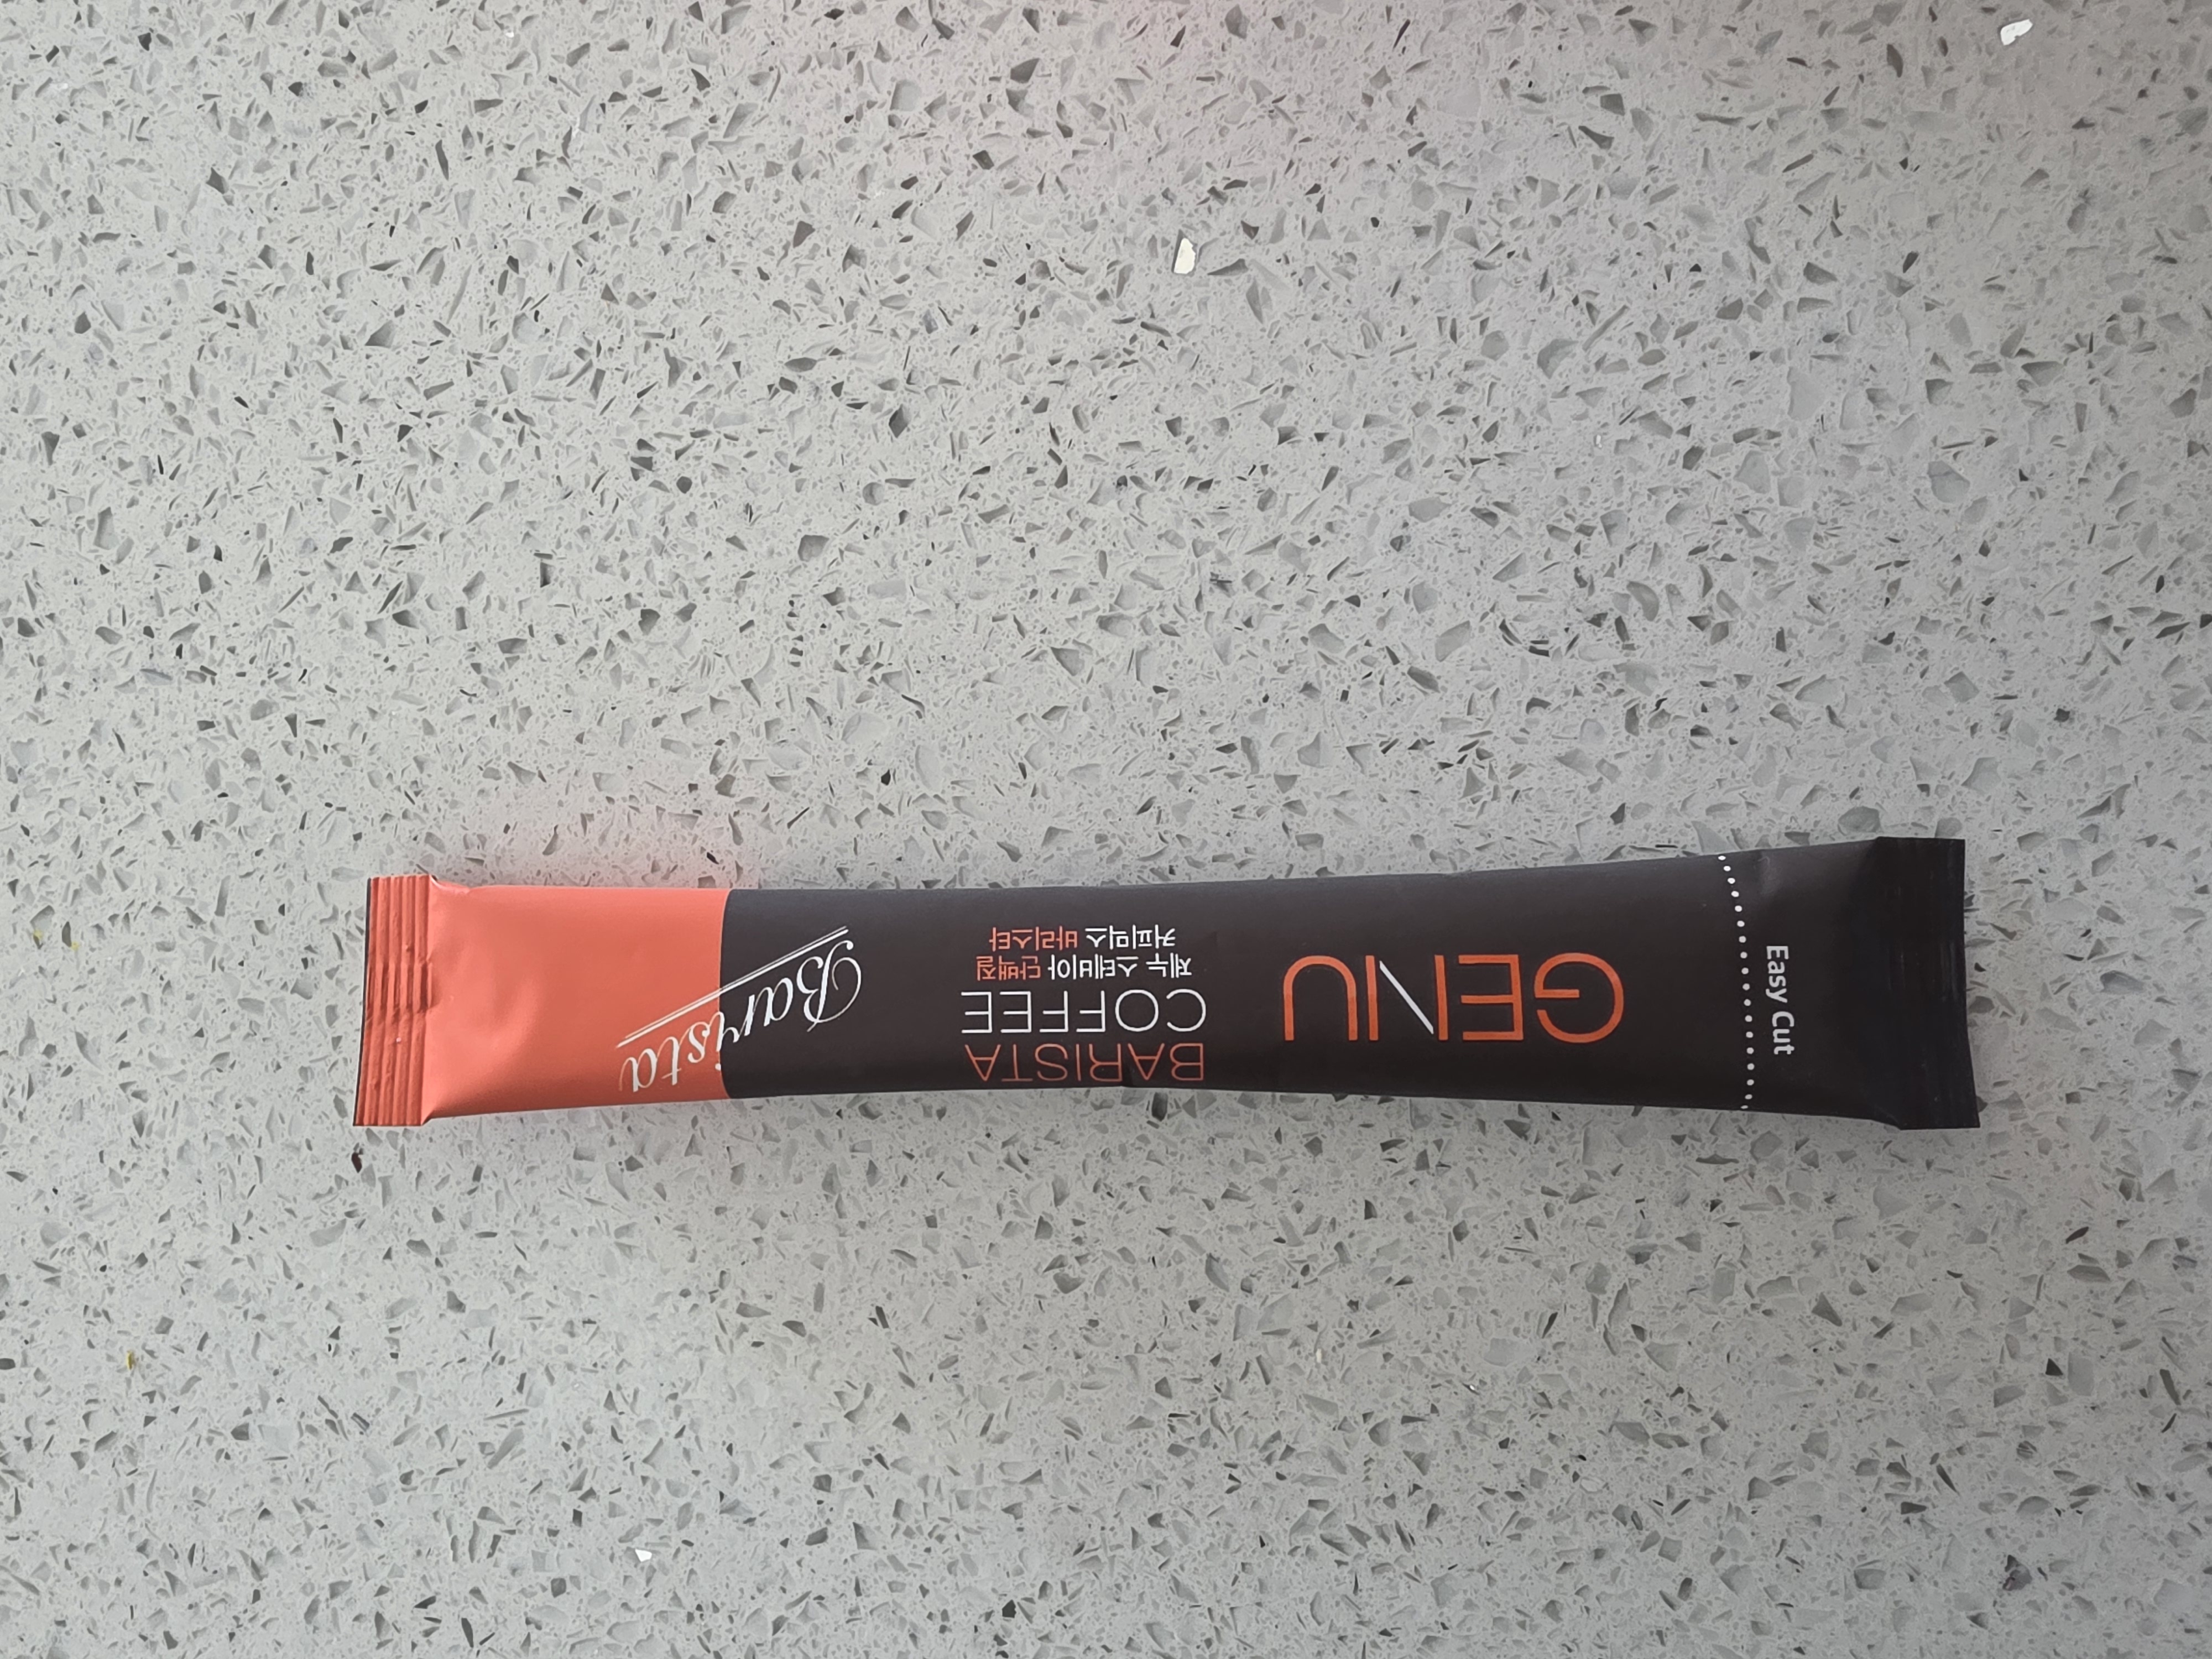 Easy Cut
GENU
BARISTA
COFFEE
제누 스테비아 단백질
커피믹스 바리스타
Barista